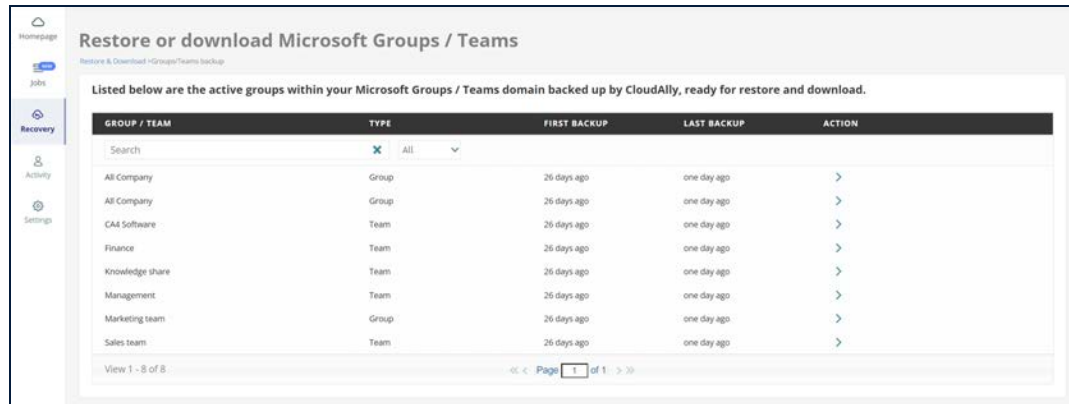 Homepage
NEW
Jobs
Recovery
Activity
Settings
Restore or download Microsoft Groups / Teams
Restore & Download >Groups/Teams backup
Listed below are the active groups within your Microsoft Groups / Teams domain backed up by CloudAlly, ready for restore and download.
GROUP / TEAM TYPE FIRST BACKUP LAST BACKUP ACTION
Search All
All Company Group 26 days ago one day ago
All Company Group 26 days ago one day ago
CA4 Software Team 26 days ago one day ago
Finance Team 26 days ago one day ago
Knowledge share Team 26 days ago one day ago
Management Team 26 days ago one day ago
Marketing team Group 26 days ago one day ago
Sales team Team 26 days ago one day ago
View 1 - 8 of 8 Page 1 of 1